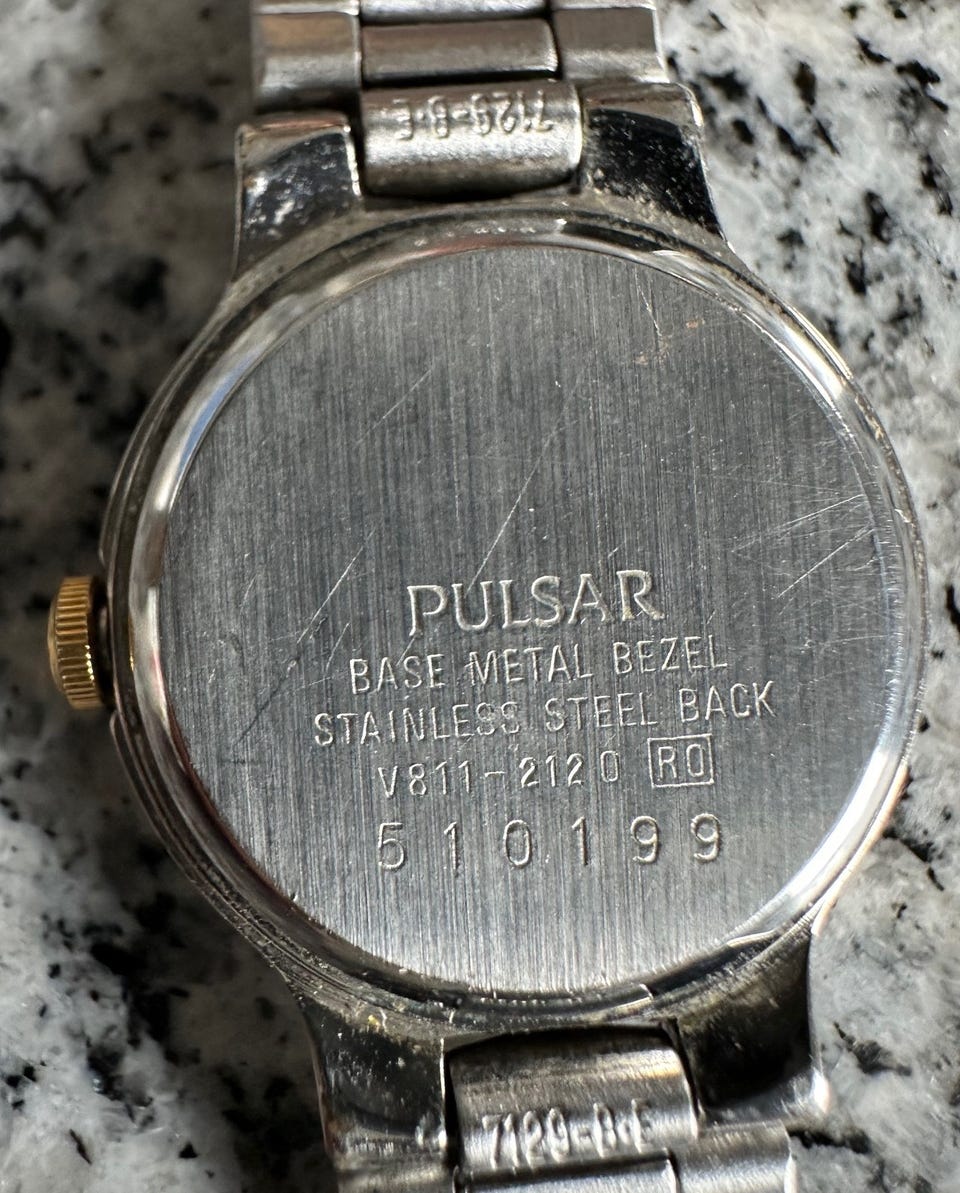 7129-B·E
PULSAR
BASE METAL BEZEL
STAINLESS STEEL BACK
V811-2120 RO
510199
7129-B·E